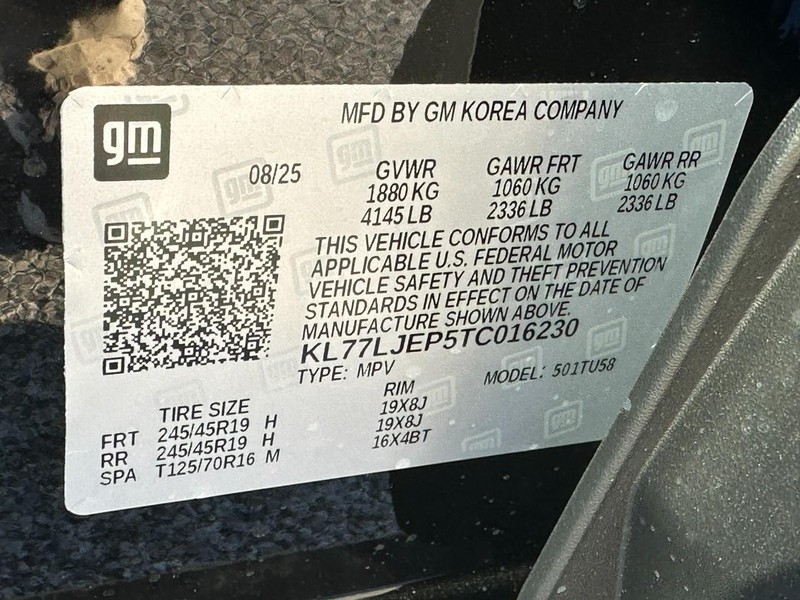 gm
MFD BY GM KOREA COMPANY
08/25
GVWR GAWR FRT GAWR RR
1880 KG 1060 KG 1060 KG
4145 LB 2336 LB 2336 LB
THIS VEHICLE CONFORMS TO ALL
APPLICABLE U.S. FEDERAL MOTOR
VEHICLE SAFETY AND THEFT PREVENTION
STANDARDS IN EFFECT ON THE DATE OF
MANUFACTURE SHOWN ABOVE.
KL77LJEP5TC016230
TYPE: MPV MODEL: 501TU58
TIRE SIZE RIM
FRT 245/45R19 H 19X8J
RR 245/45R19 H 19X8J
SPA T125/70R16 M 16X4BT